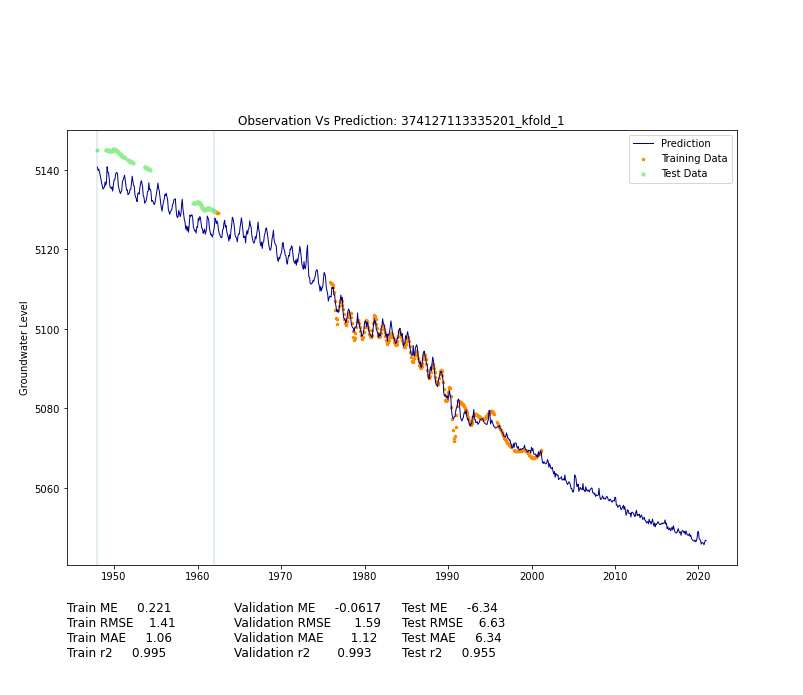 Observation Vs Prediction: 374127113335201_kfold_1
Prediction
Training Data
Test Data
Groundwater Level
5140
5120
5100
5080
5060
1950 1960 1970 1980 1990 2000 2010 2020
Train ME 0.221 Validation ME -0.0617 Test ME -6.34
Train RMSE 1.41 Validation RMSE 1.59 Test RMSE 6.63
Train MAE 1.06 Validation MAE 1.12 Test MAE 6.34
Train r2 0.995 Validation r2 0.993 Test r2 0.955